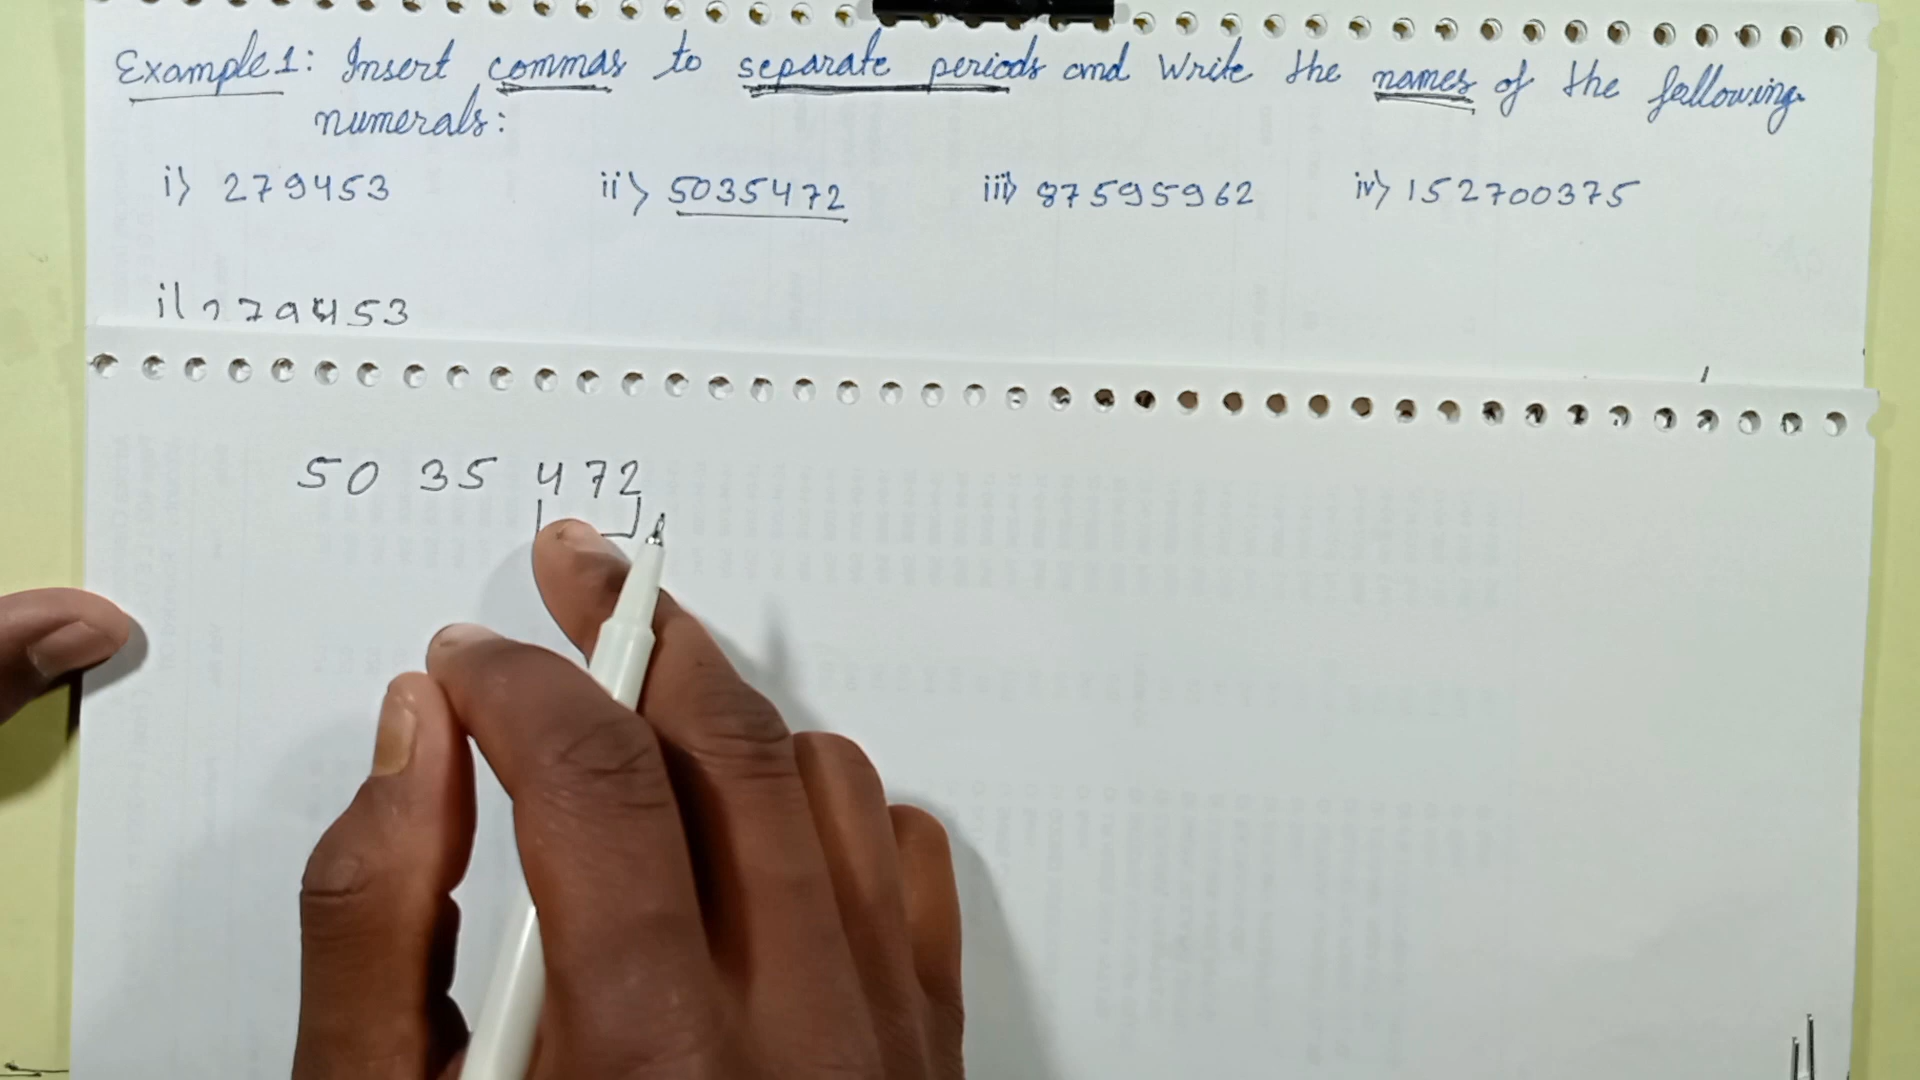 Example 1: Insert commas to separate periods and Write the names of the following
numerals:
i) 279453 ii) 5035472 iii) 87595962 iv) 152700375
i) 279453
50 35 472